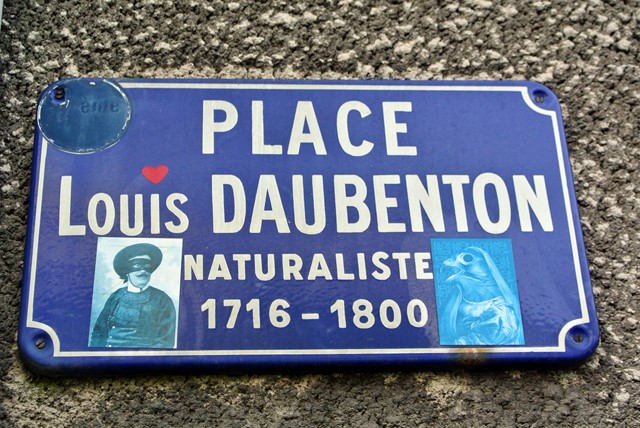 PLACE
LOUIS DAUBENTON
NATURALISTE
1716-1800